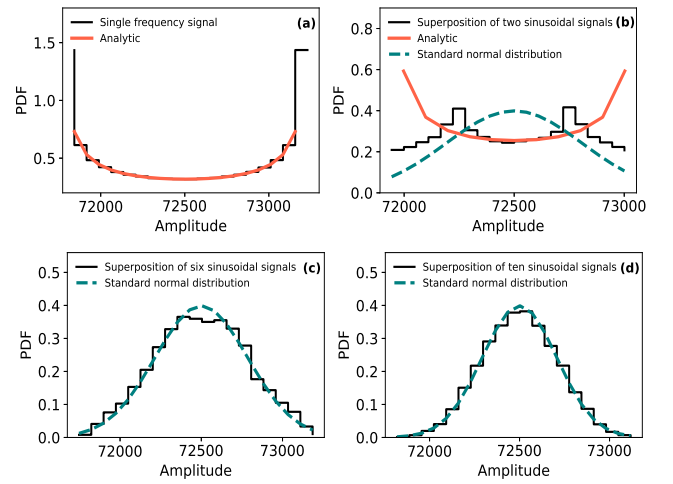 Single frequency signal
Analytic
(a)
1.5
1.0
0.5
PDF
72000 72500 73000
Amplitude
Superposition of two sinusoidal signals
Analytic
Standard normal distribution
(b)
0.8
0.6
0.4
0.2
0.0
PDF
72000 72500 73000
Amplitude
Superposition of six sinusoidal signals
Standard normal distribution
(c)
0.5
0.4
0.3
0.2
0.1
0.0
PDF
72000 72500 73000
Amplitude
Superposition of ten sinusoidal signals
Standard normal distribution
(d)
0.5
0.4
0.3
0.2
0.1
0.0
PDF
72000 72500 73000
Amplitude